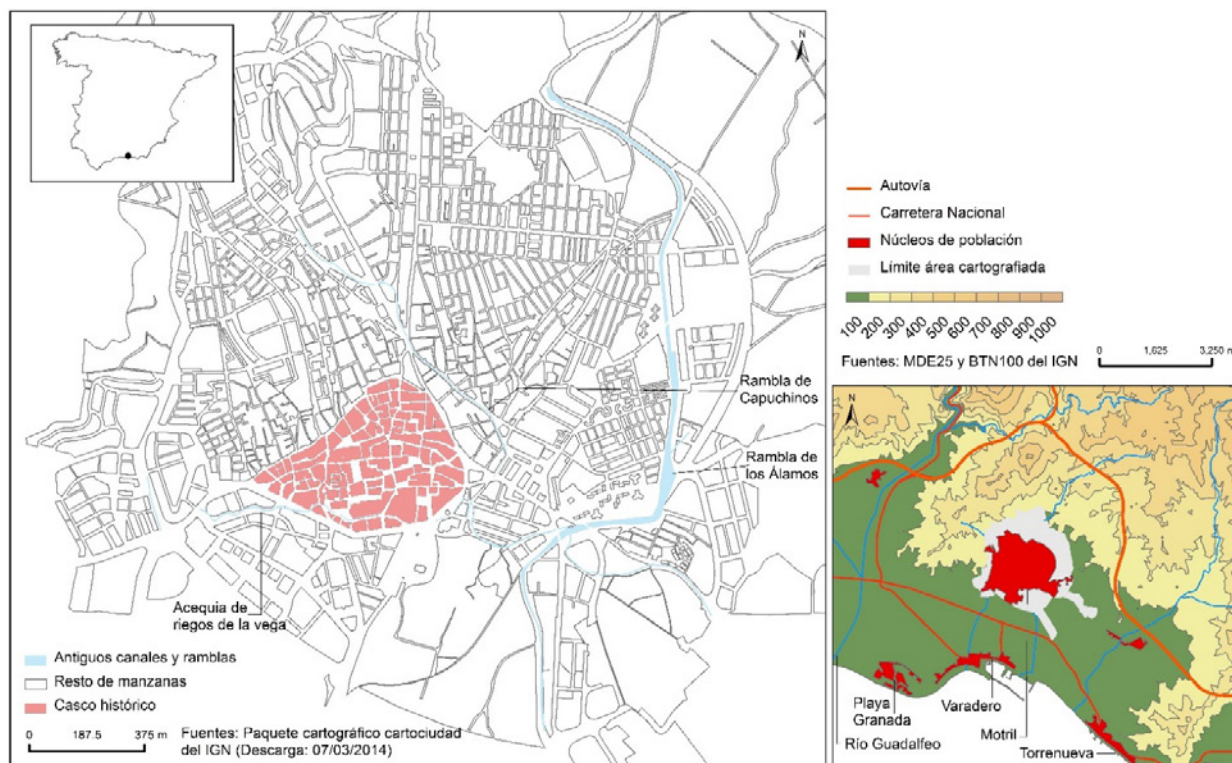 Rambla de
Capuchinos
Rambla de
los Álamos
Acequia de
riegos de la vega
Antiguos canales y ramblas
Resto de manzanas
Casco histórico
0 187.5 375 m
Fuentes: Paquete cartográfico cartociudad
del IGN (Descarga: 07/03/2014)
N
Autovía
Carretera Nacional
Núcleos de población
Límite área cartografiada
100 200 300 400 500 600 700 800 900 1000
Fuentes: MDE25 y BTN100 del IGN
0 1,625 3,250 m
N
Playa
Granada
Varadero
Río Guadalfeo
Motril
Torrenueva